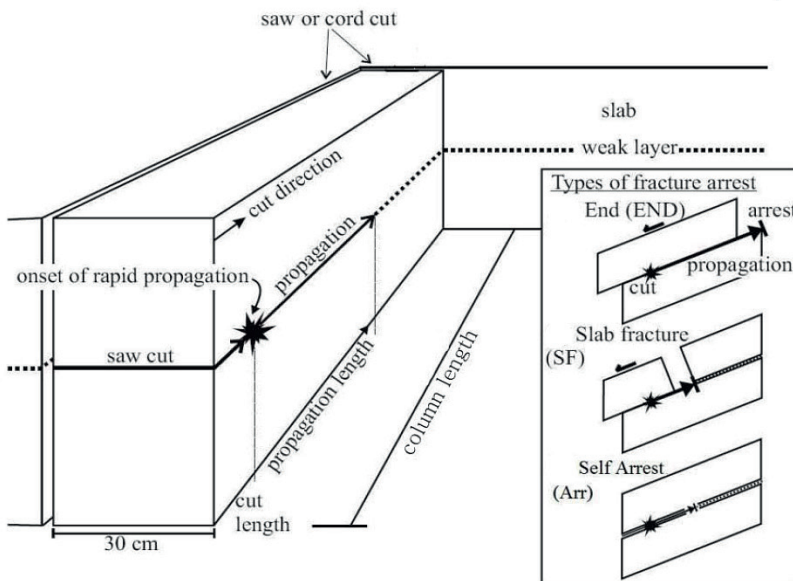 saw or cord cut
slab
weak layer
cut direction
propagation
onset of rapid propagation
saw cut
propagation length
column length
cut
length
30 cm
Types of fracture arrest
End (END)
arrest
propagation
cut
Slab fracture
(SF)
Self Arrest
(Arr)